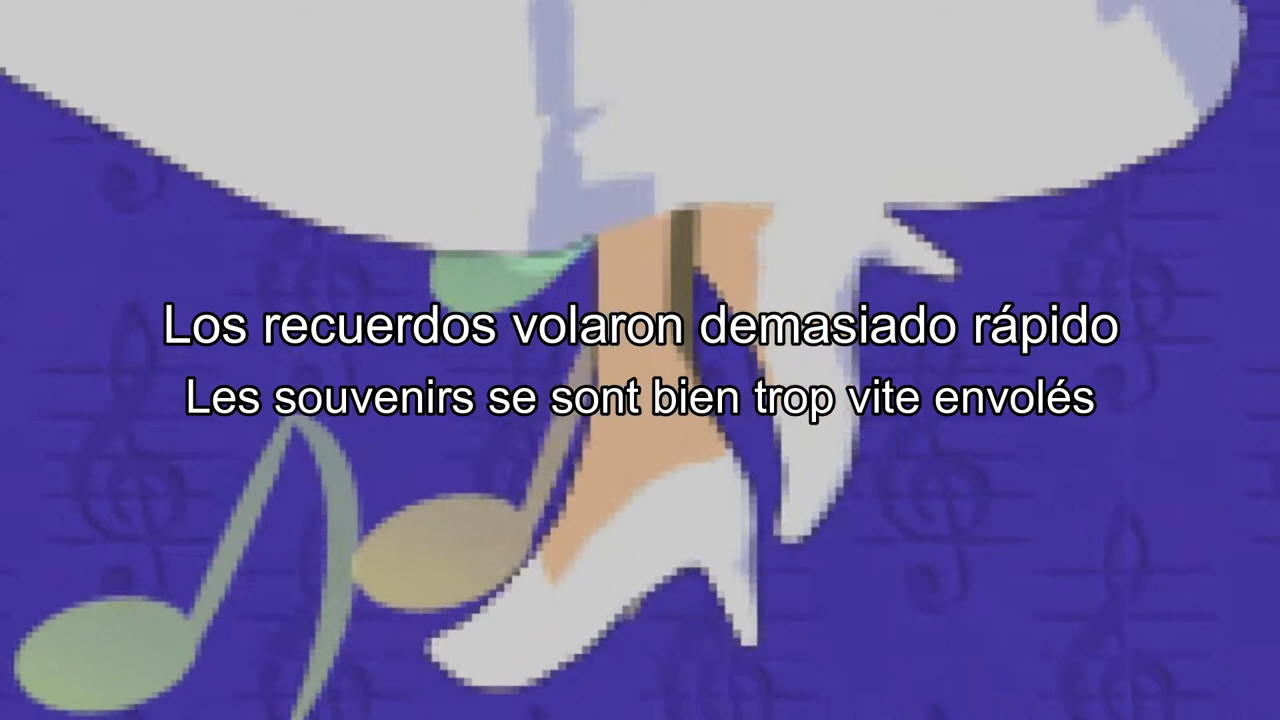 Los recuerdos volaron demasiado rápido
Les souvenirs se sont bien trop vite envolés